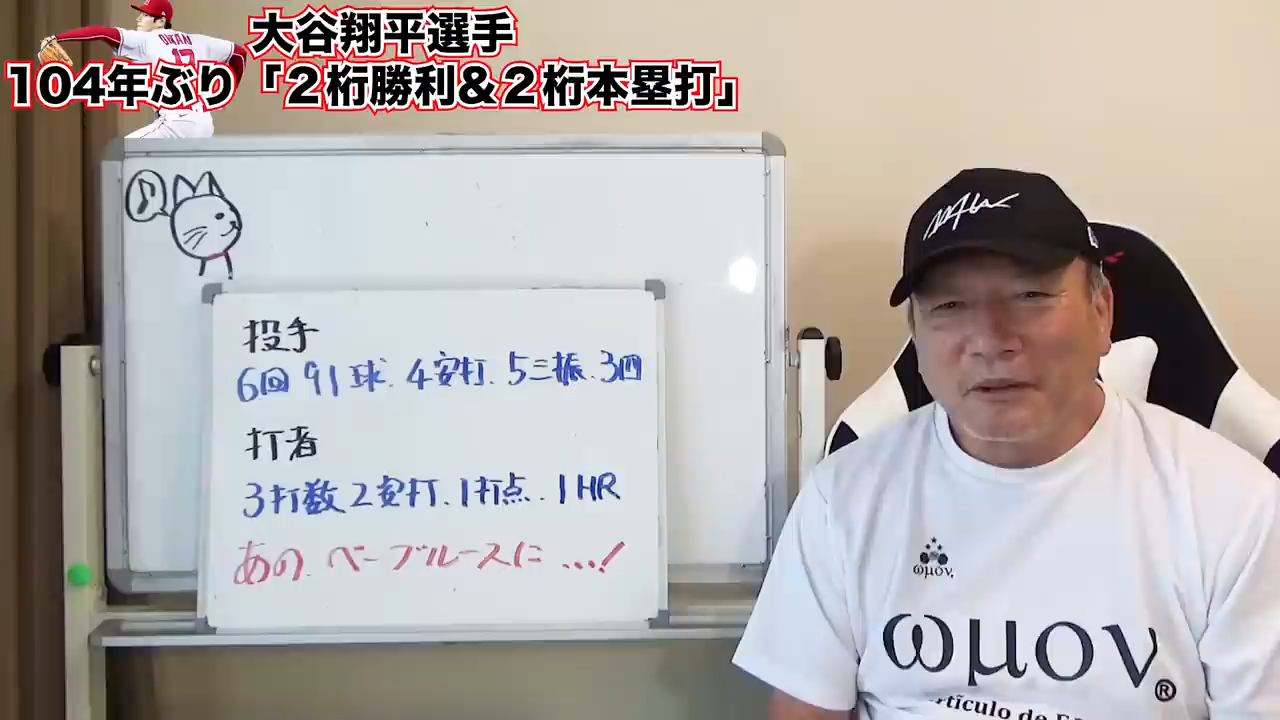 大谷翔平選手
104年ぶり「2桁勝利&2桁本塁打」
投手
6回 91球. 4安打. 5三振. 3四
打者
3打数 2安打. 1打点. 1HR
あの. ベーブルースに...!
ωμον.
ωμον®